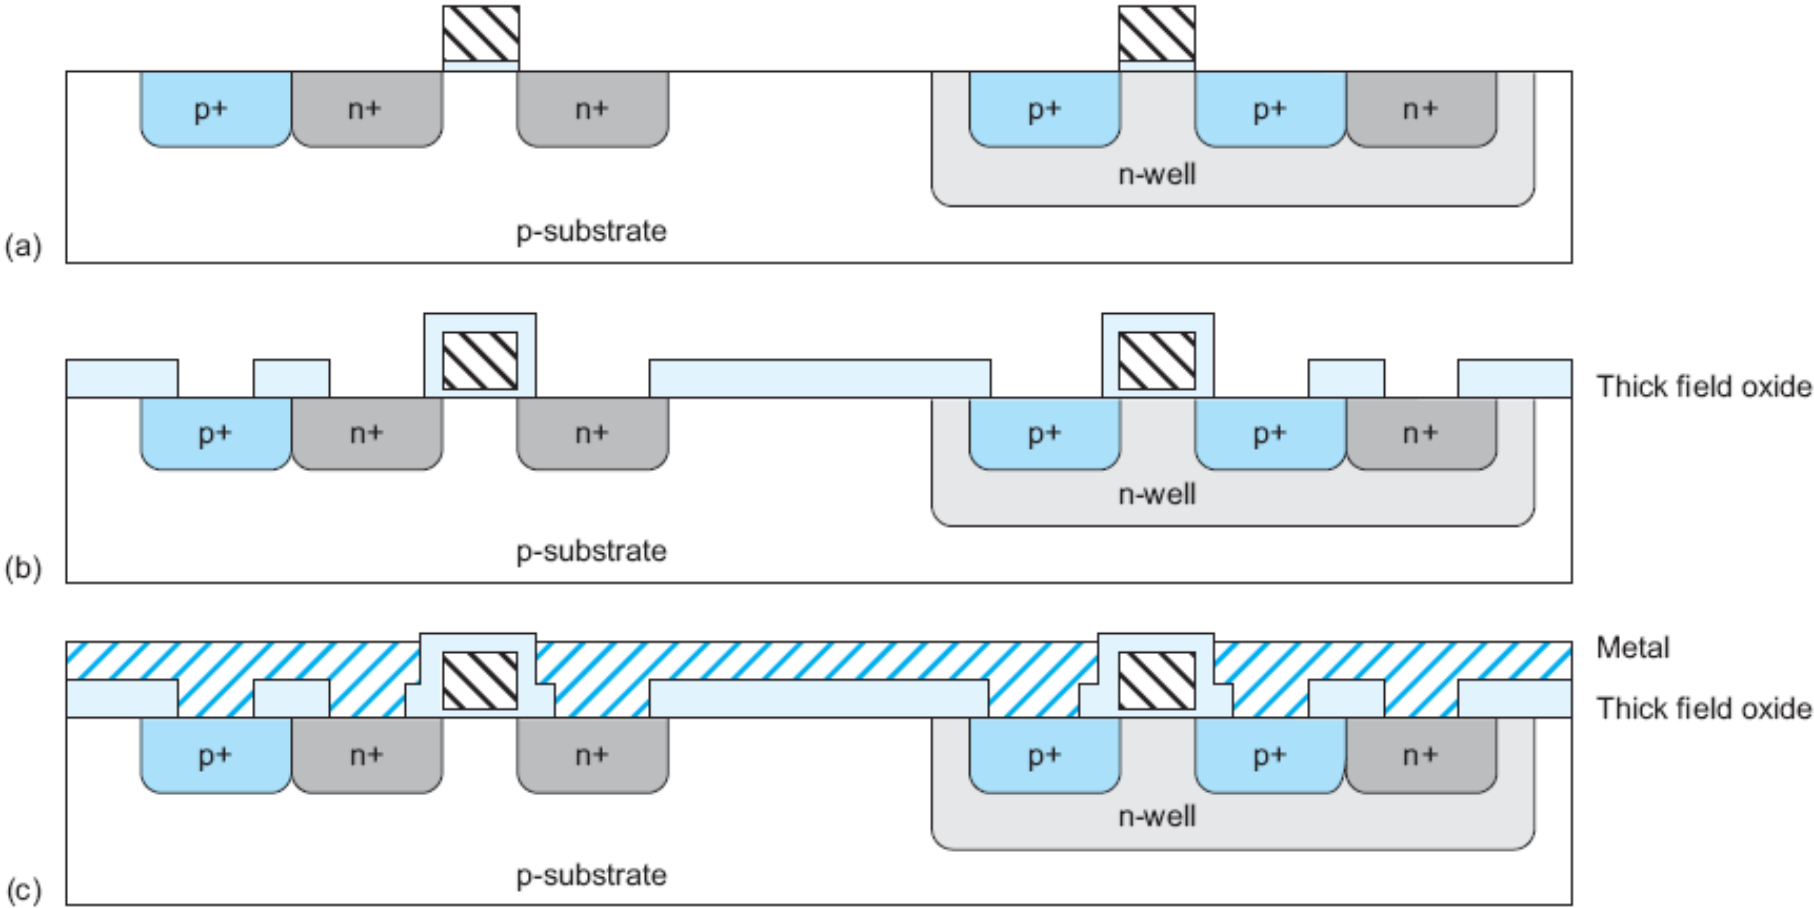 p+ n+ n+ p+ p+ n+
n-well
p-substrate
(a)
Thick field oxide
p+ n+ n+ p+ p+ n+
n-well
p-substrate
(b)
Metal
Thick field oxide
p+ n+ n+ p+ p+ n+
n-well
p-substrate
(c)